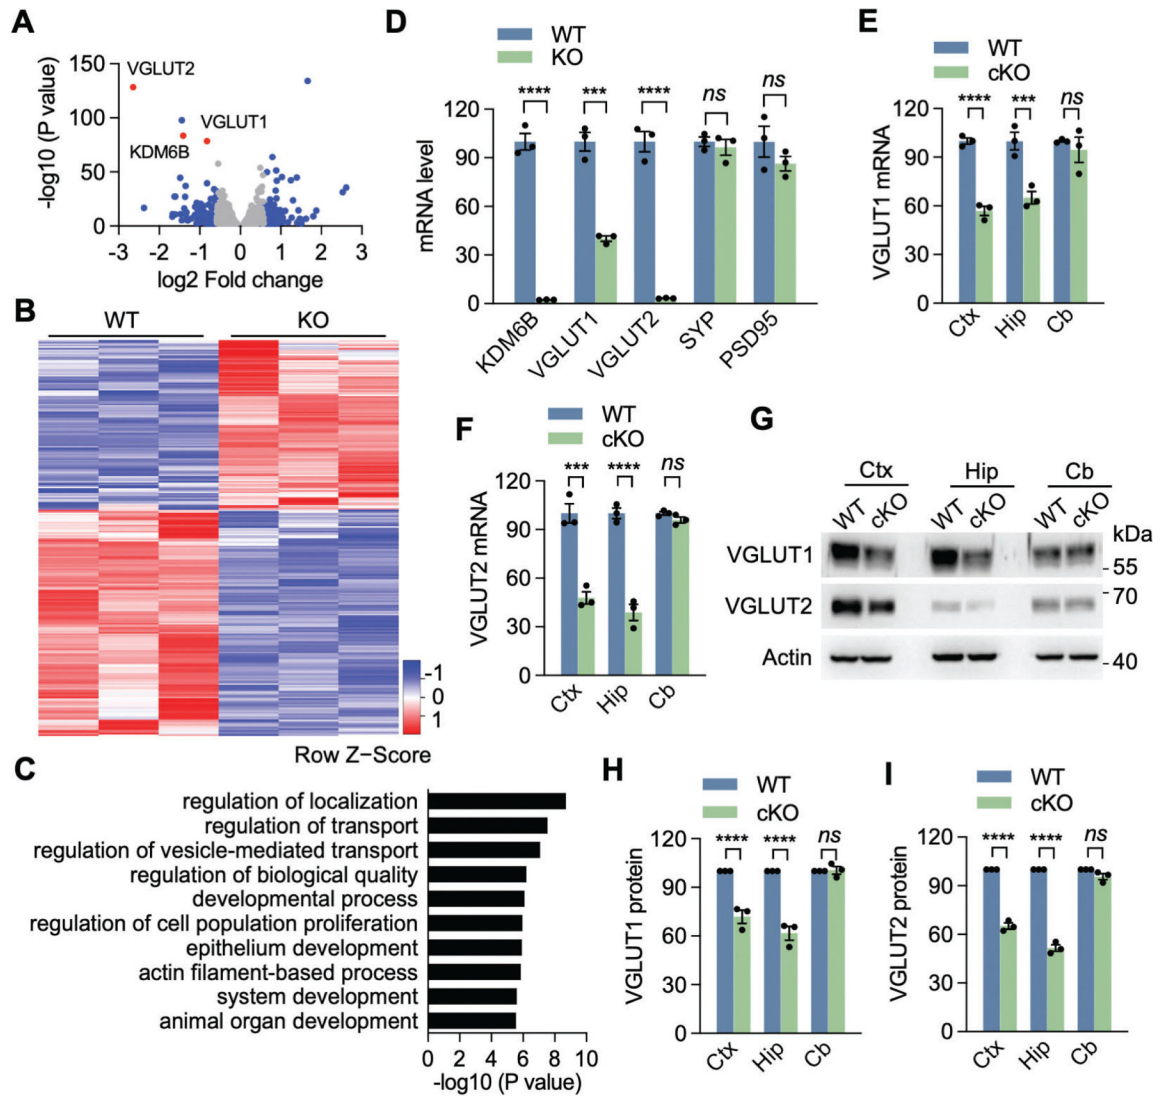 A
-log10 (P value)
150
100
50
0
VGLUT2
VGLUT1
KDM6B
-3 -2 -1 0 1 2 3
log2 Fold change
B
WT KO
-1
0
1
Row Z−Score
C
regulation of localization
regulation of transport
regulation of vesicle-mediated transport
regulation of biological quality
developmental process
regulation of cell population proliferation
epithelium development
actin filament-based process
system development
animal organ development
0 2 4 6 8 10
-log10 (P value)
D
WT
KO
mRNA level
120
90
60
30
0
**** *** **** ns ns
KDM6B VGLUT1 VGLUT2 SYP PSD95
E
WT
cKO
VGLUT1 mRNA
120
90
60
30
0
**** *** ns
Ctx Hip Cb
F
WT
cKO
VGLUT2 mRNA
120
90
60
30
0
*** **** ns
Ctx Hip Cb
G
Ctx Hip Cb
WT cKO WT cKO WT cKO
kDa
VGLUT1
- 55
- 70
VGLUT2
Actin
- 40
H
WT
cKO
VGLUT1 protein
120
90
60
30
0
**** **** ns
Ctx Hip Cb
I
WT
cKO
VGLUT2 protein
120
90
60
30
0
**** **** ns
Ctx Hip Cb